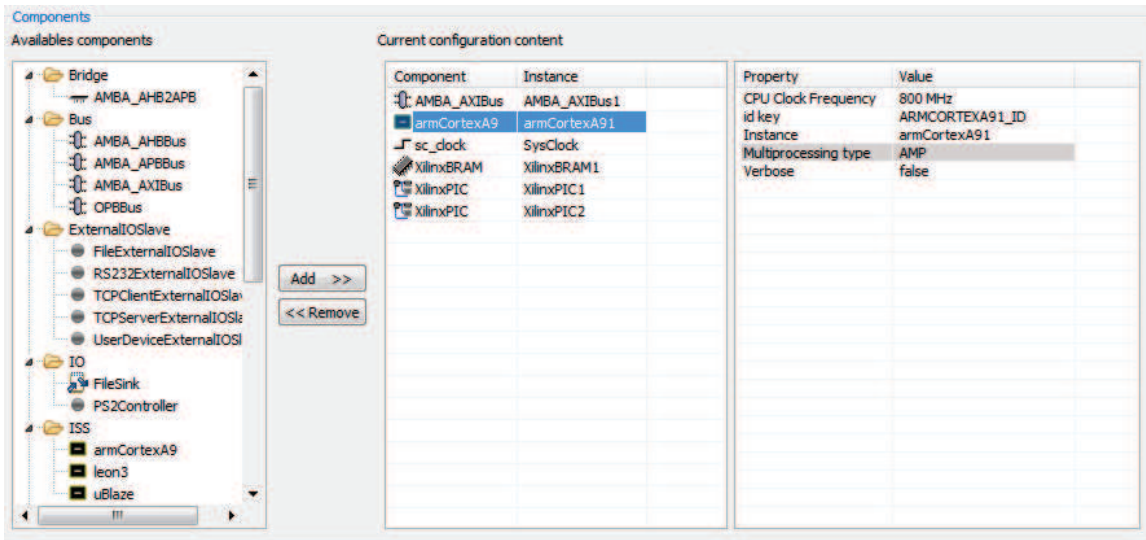 Components
Availables components
Current configuration content
Bridge
AMBA_AHB2APB
Bus
AMBA_AHBBus
AMBA_APBBus
AMBA_AXIBus
OPBBus
ExternalIOSlave
FileExternalIOSlave
RS232ExternalIOSlave
TCPClientExternalIOSlav
TCPServerExternalIOSla
UserDeviceExternalIOSl
IO
FileSink
PS2Controller
ISS
armCortexA9
leon3
uBlaze
Add >>
<< Remove
Component Instance
AMBA_AXIBus AMBA_AXIBus1
armCortexA9 armCortexA91
sc_clock SysClock
XilinxBRAM XilinxBRAM1
XilinxPIC XilinxPIC1
XilinxPIC XilinxPIC2
Property Value
CPU Clock Frequency 800 MHz
id key ARMCORTEXA91_ID
Instance armCortexA91
Multiprocessing type AMP
Verbose false